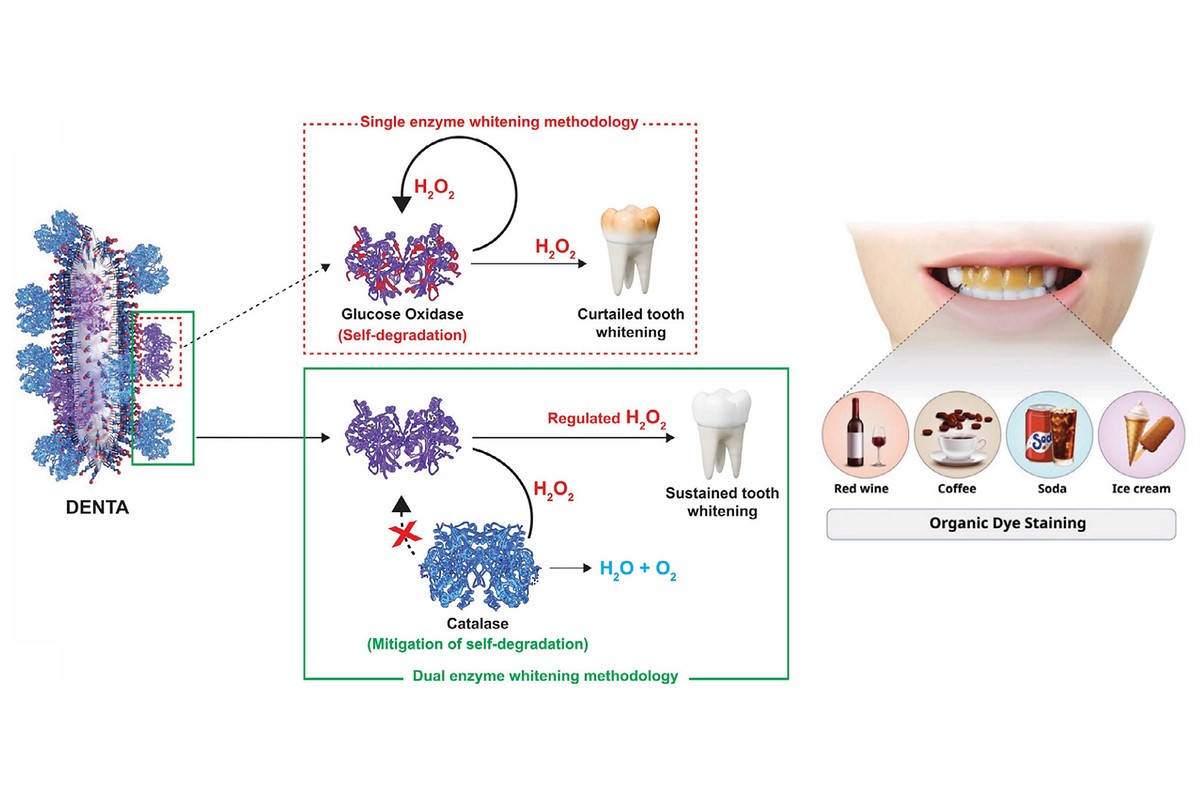 Single enzyme whitening methodology
H₂O₂
H₂O₂
Glucose Oxidase
(Self-degradation)
Curtailed tooth
whitening
DENTA
Regulated H₂O₂
H₂O₂
Sustained tooth
whitening
H₂O + O₂
Catalase
(Mitigation of self-degradation)
Dual enzyme whitening methodology
Red wine
Coffee
Soda
Ice cream
Organic Dye Staining